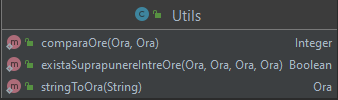 Utils
comparaOre(Ora, Ora) Integer
existaSuprapunereIntreOre(Ora, Ora, Ora, Ora) Boolean
stringToOra(String) Ora